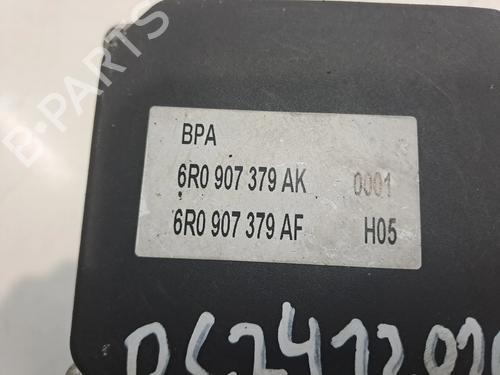 B-PARTS
BPA
6R0 907 379 AK 0001
6R0 907 379 AF H05